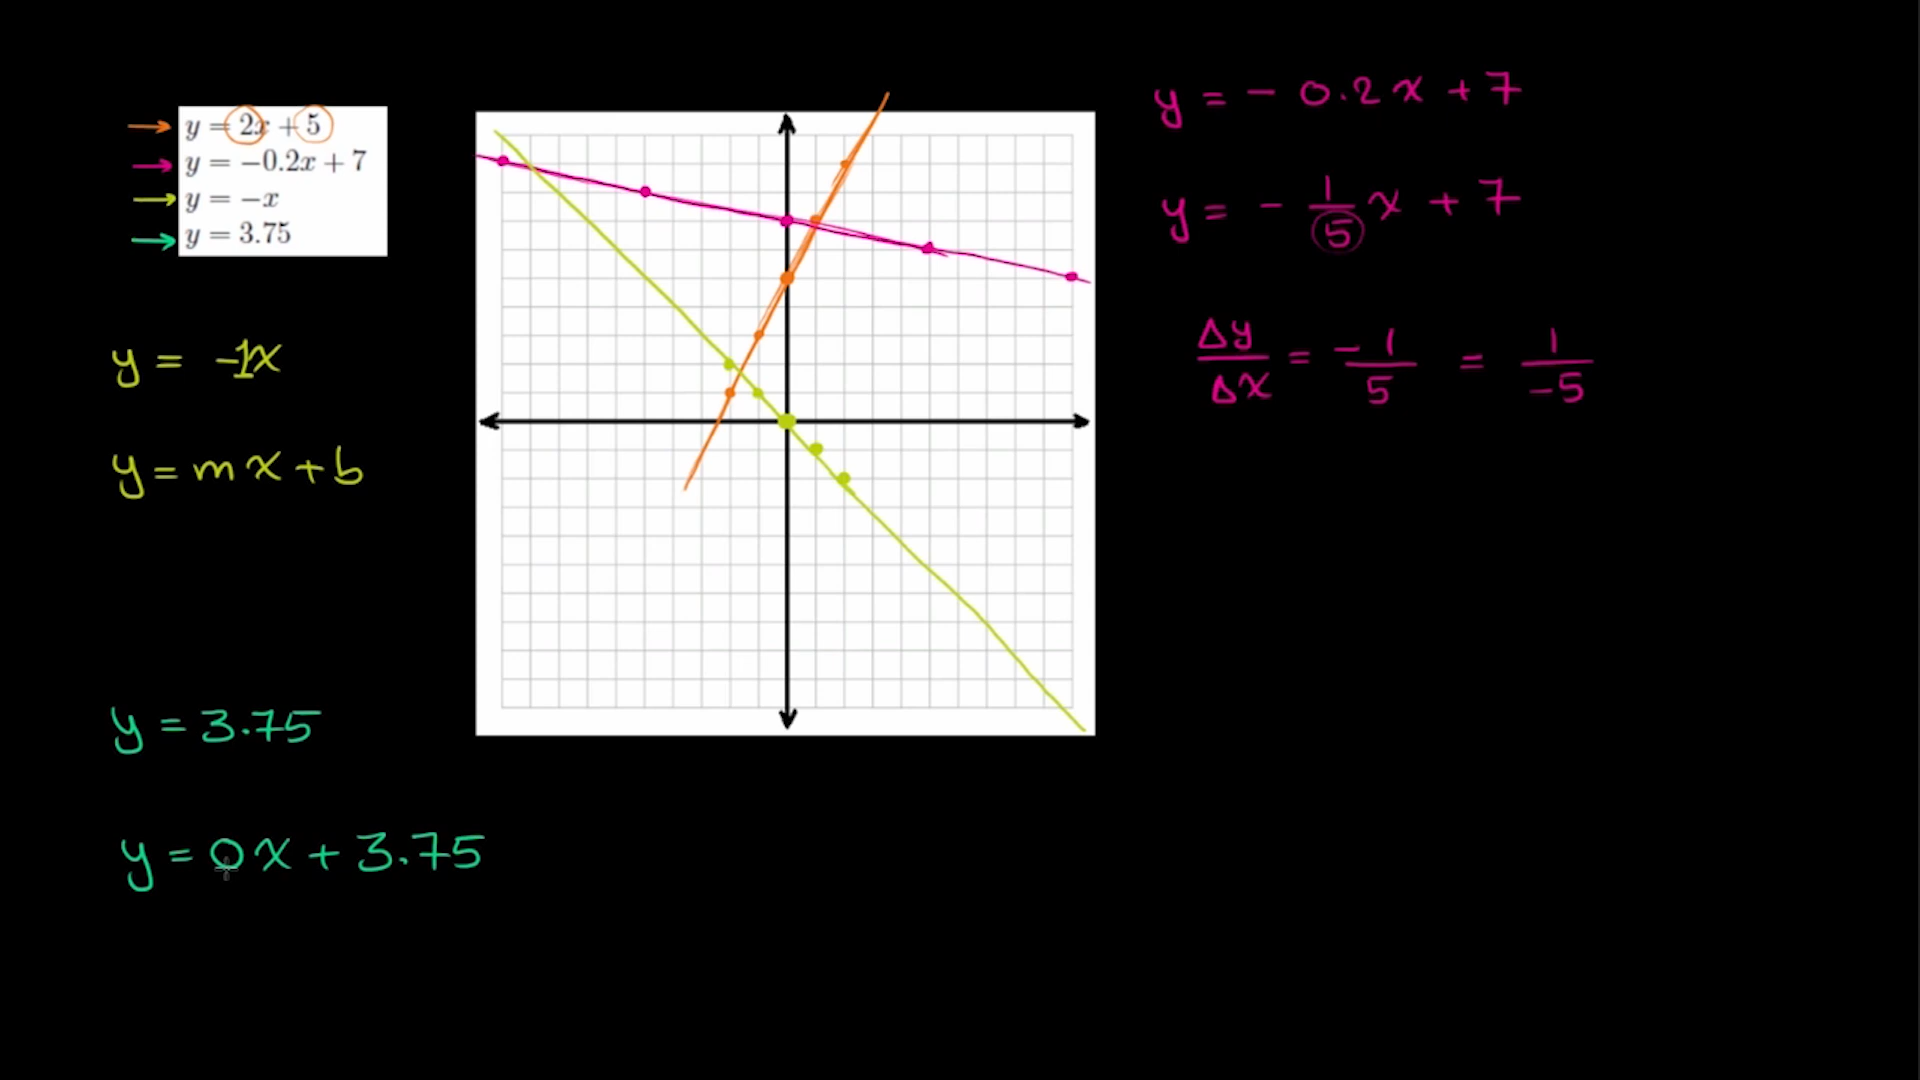 y = 2x + 5
y = −0.2x + 7
y = −x
y = 3.75
y = -1x
y = mx + b
y = 3.75
y = 0x + 3.75
y = - 0.2x + 7
y = - 1/5 x + 7
Δy/Δx = -1/5 = 1/-5